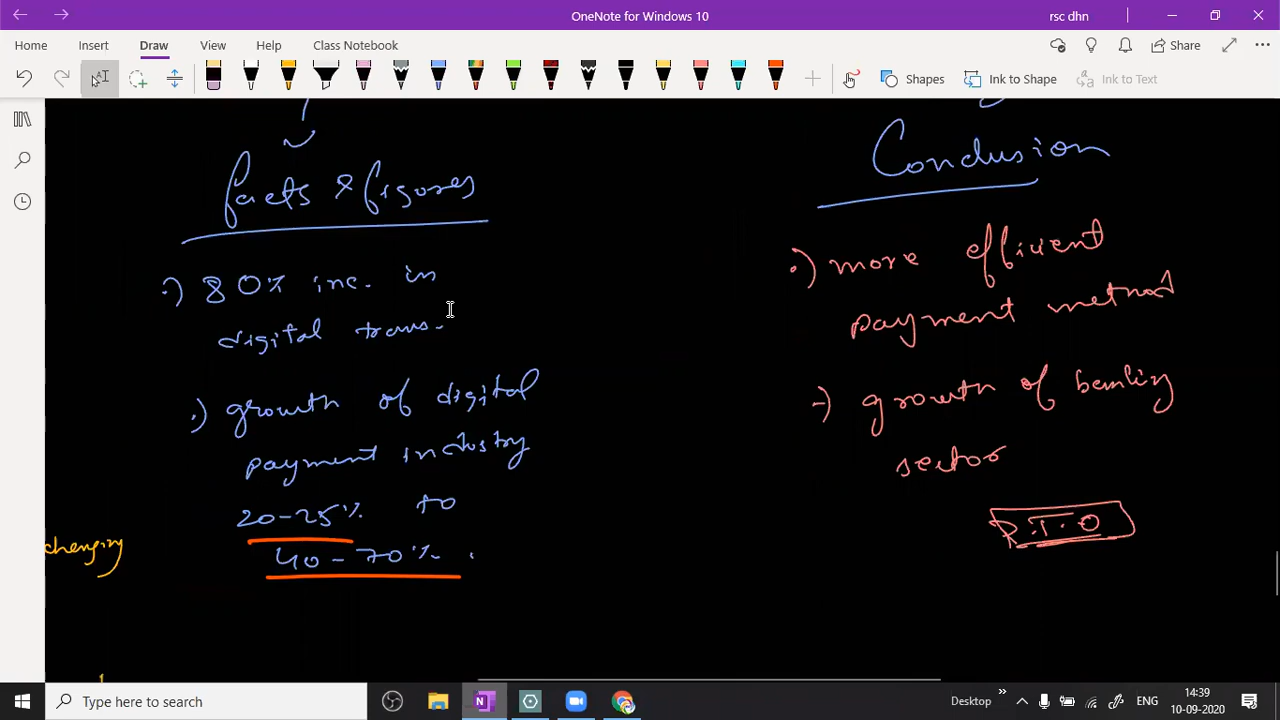 OneNote for Windows 10
rsc dhn
Home Insert Draw View Help Class Notebook
Share
Shapes Ink to Shape Ink to Text
facts & figures
80% inc. in
digital trans.
growth of digital
payment industry
20-25% to
40-70%.
changing
Conclusion
more efficient
payment method
growth of banking
sector
P.T.O
Type here to search
Desktop
ENG
14:39
10-09-2020